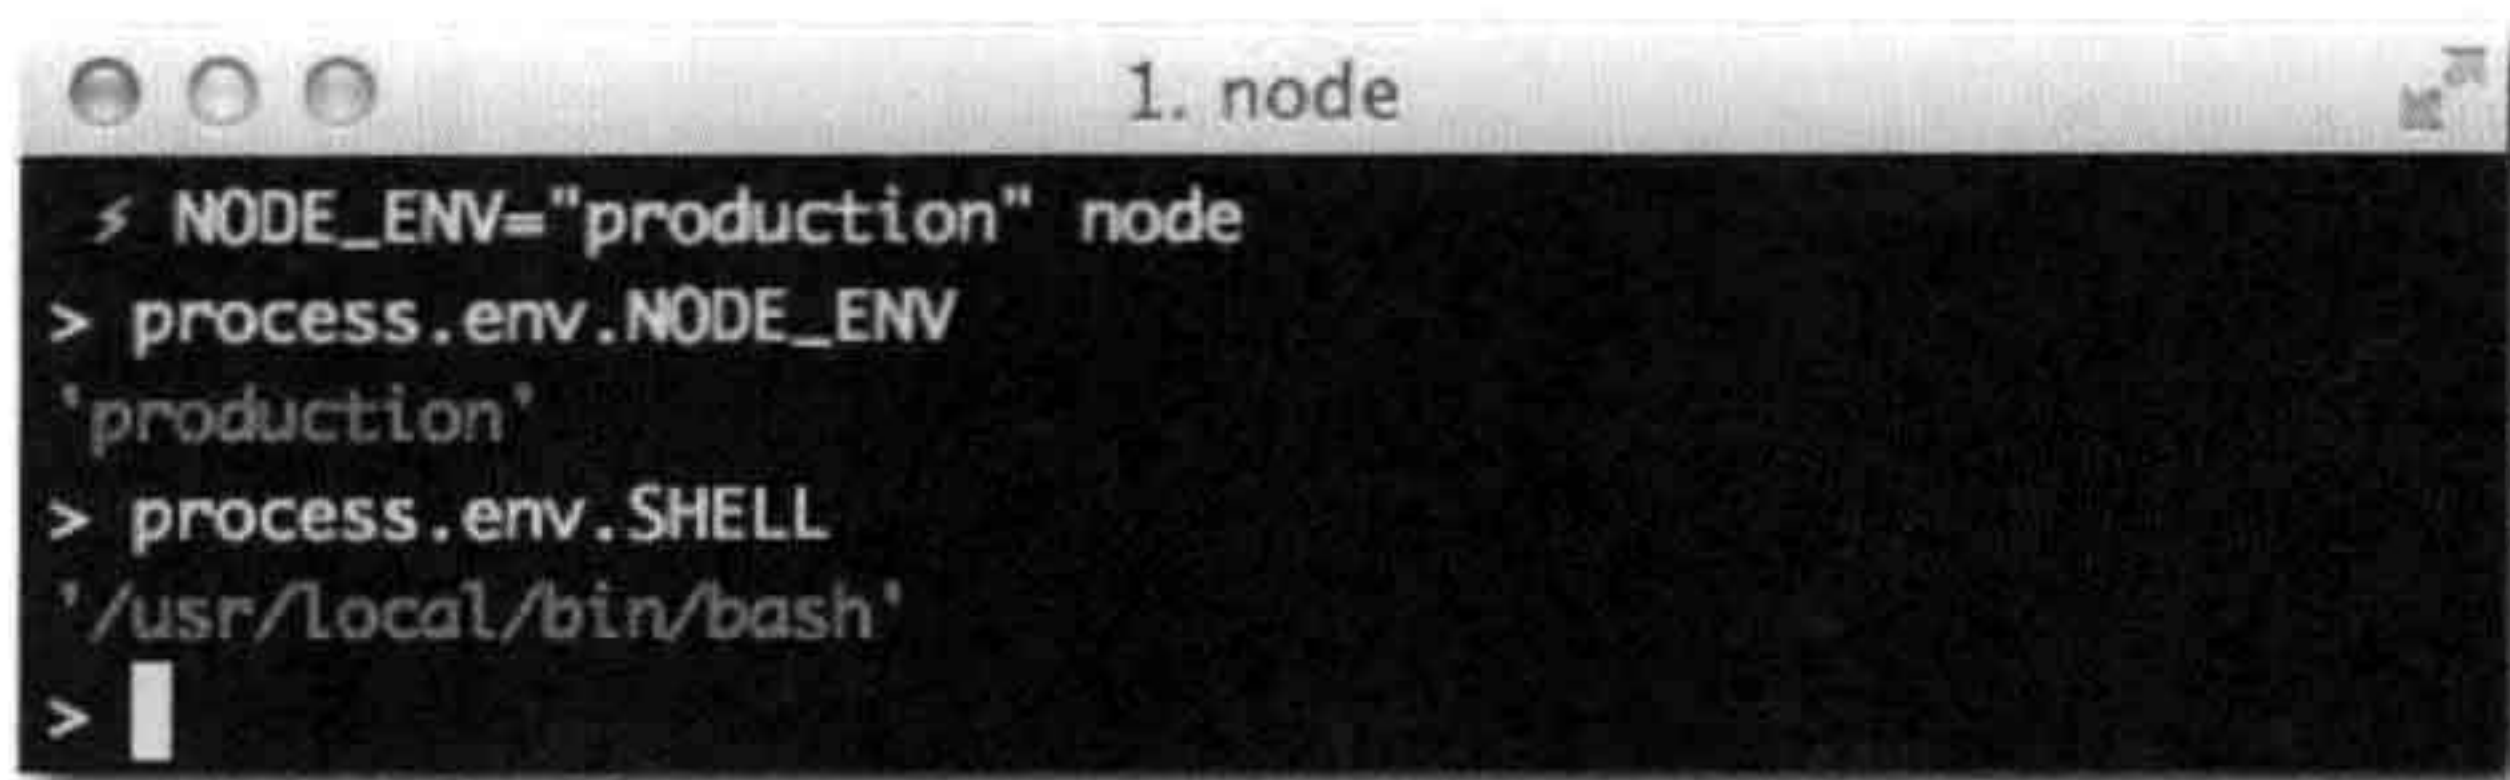 1. node
⚡ NODE_ENV="production" node
> process.env.NODE_ENV
'production'
> process.env.SHELL
'/usr/local/bin/bash'
>